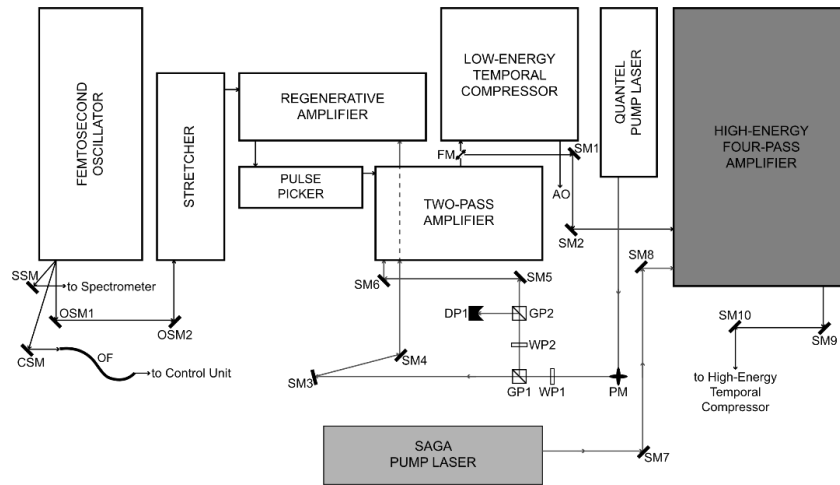 FEMTOSECOND
OSCILLATOR
STRETCHER
REGENERATIVE
AMPLIFIER
PULSE
PICKER
LOW-ENERGY
TEMPORAL
COMPRESSOR
TWO-PASS
AMPLIFIER
QUANTEL
PUMP LASER
HIGH-ENERGY
FOUR-PASS
AMPLIFIER
FM
SM1
AO
SM2
SM8
SSM
to Spectrometer
OSM1
OSM2
CSM
OF
to Control Unit
SM6
SM5
DP1
GP2
WP2
SM4
SM3
GP1
WP1
PM
SM10
SM9
to High-Energy
Temporal
Compressor
SAGA
PUMP LASER
SM7